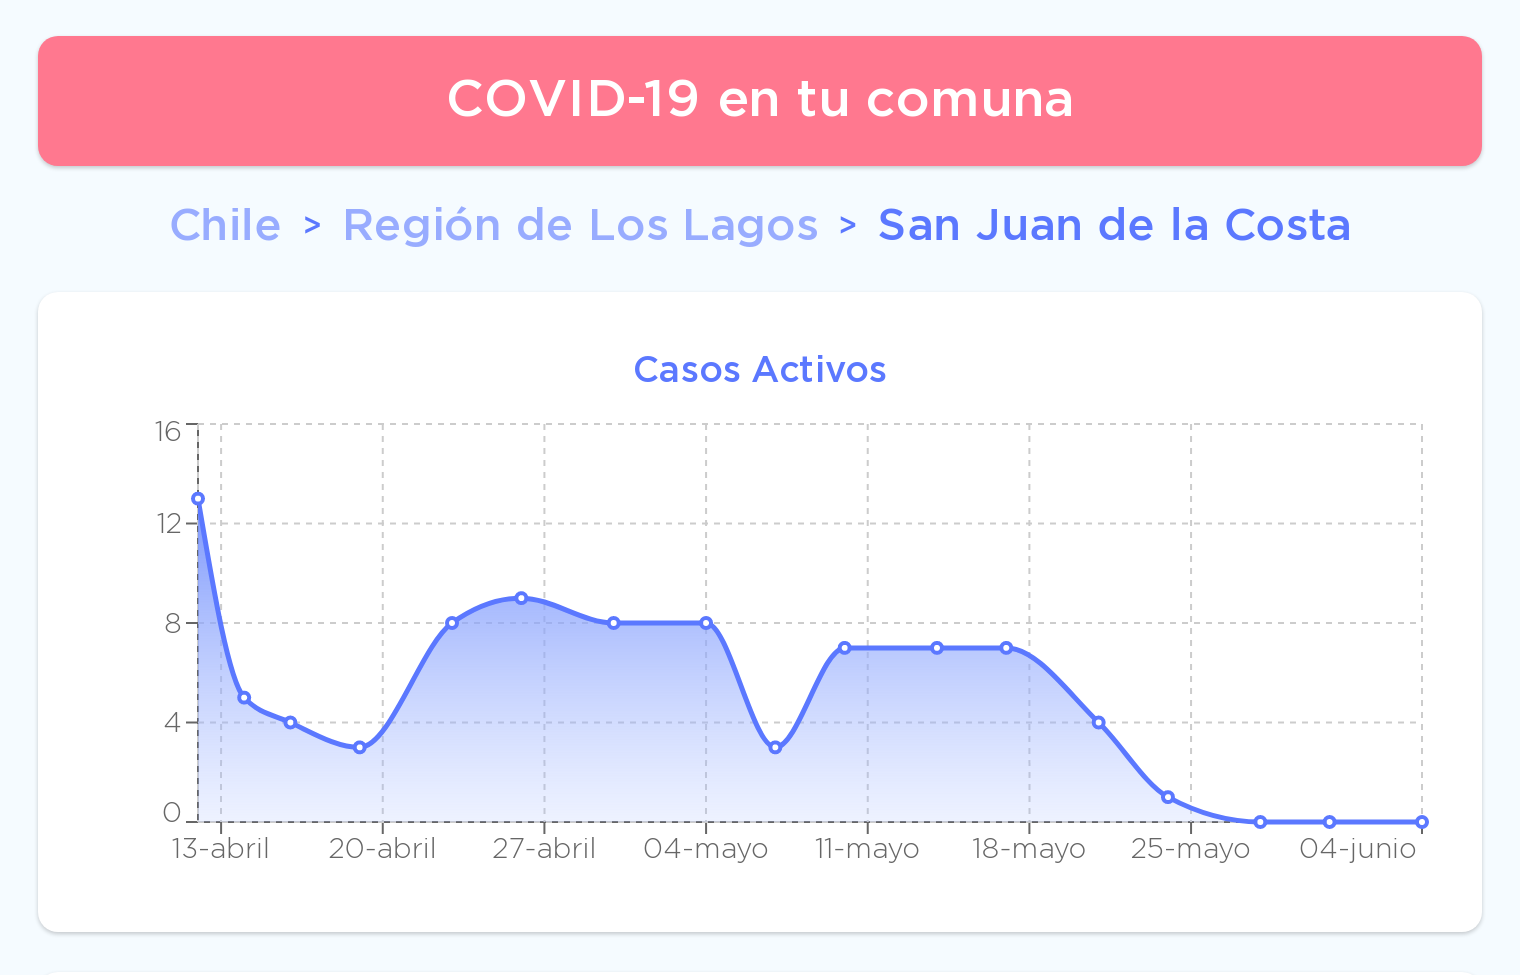 COVID-19 en tu comuna
Chile > Región de Los Lagos > San Juan de la Costa
Casos Activos
16
12
8
4
0
13-abril 20-abril 27-abril 04-mayo 11-mayo 18-mayo 25-mayo 04-junio